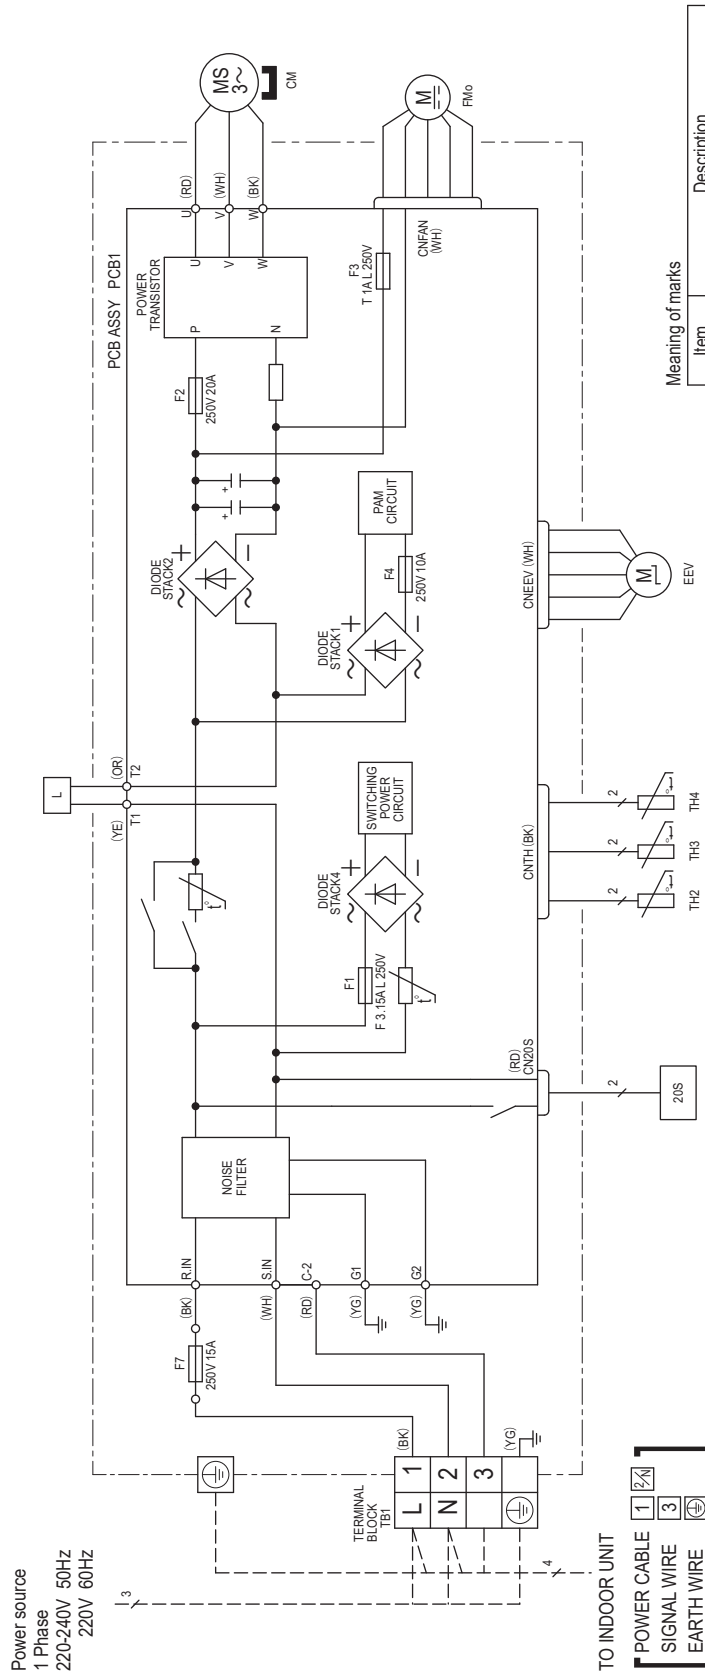 Power source
1 Phase
220-240V 50Hz
220V 60Hz
3
TO INDOOR UNIT
4
POWER CABLE 1 2/N
SIGNAL WIRE 3
EARTH WIRE
TERMINAL
BLOCK
TB1
L 1
N 2
3
(BK)
(YG)
F7
250V 15A
(BK)
R.IN
(WH)
S.IN
(RD)
C-2
(YG)
G1
(YG)
G2
NOISE
FILTER
(RD)
CN20S
2
20S
F1
F 3.15A L 250V
t°
t°
DIODE
STACK4
SWITCHING
POWER
CIRCUIT
(YE)
T1
(OR)
T2
L
CNTH (BK)
2
2
2
t°
t°
t°
TH2
TH3
TH4
DIODE
STACK1
F4
250V 10A
PAM
CIRCUIT
DIODE
STACK2
+
+
F2
250V 20A
PCB ASSY PCB1
POWER
TRANSISTOR
P
N
U
V
W
U
(RD)
V
(WH)
W
(BK)
MS
3~
CM
F3
T 1A L 250V
CNFAN
(WH)
M
FMo
CNEEV (WH)
M
EEV
Meaning of marks
Item
Description